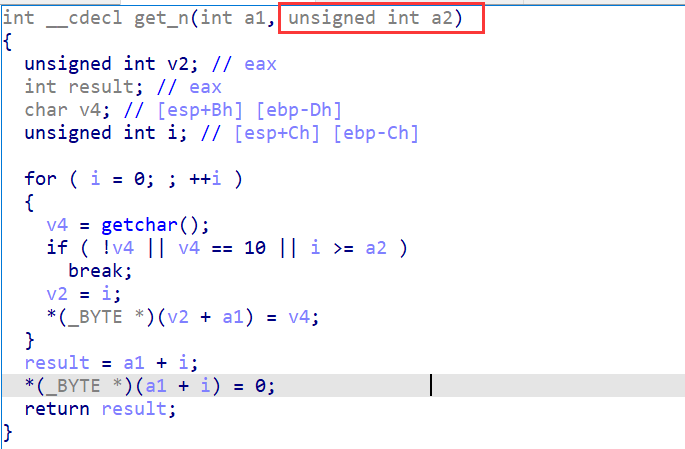 int __cdecl get_n(int a1, unsigned int a2)
{
  unsigned int v2; // eax
  int result; // eax
  char v4; // [esp+Bh] [ebp-Dh]
  unsigned int i; // [esp+Ch] [ebp-Ch]

  for ( i = 0; ; ++i )
  {
    v4 = getchar();
    if ( !v4 || v4 == 10 || i >= a2 )
      break;
    v2 = i;
    *(_BYTE *)(v2 + a1) = v4;
  }
  result = a1 + i;
  *(_BYTE *)(a1 + i) = 0;
  return result;
}